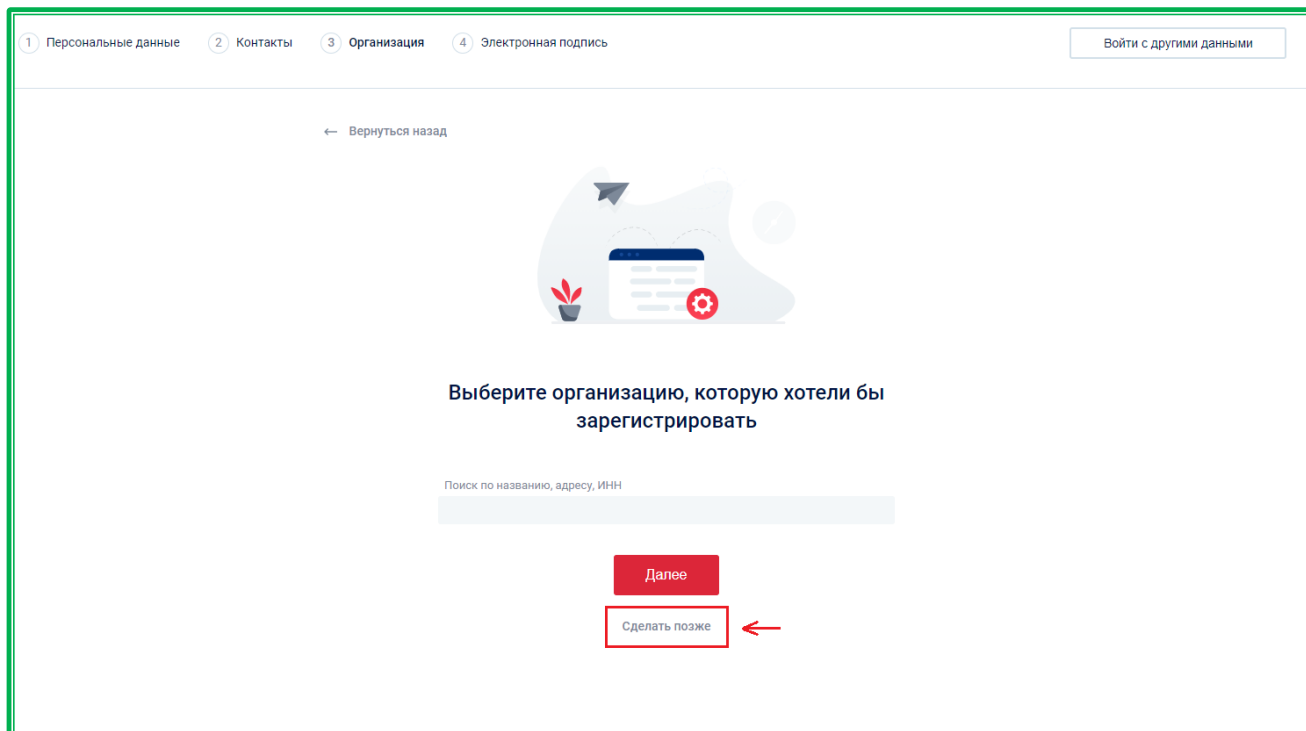 1 Персональные данные 2 Контакты 3 Организация 4 Электронная подпись Войти с другими данными
← Вернуться назад
Выберите организацию, которую хотели бы
зарегистрировать
Поиск по названию, адресу, ИНН
Далее
Сделать позже